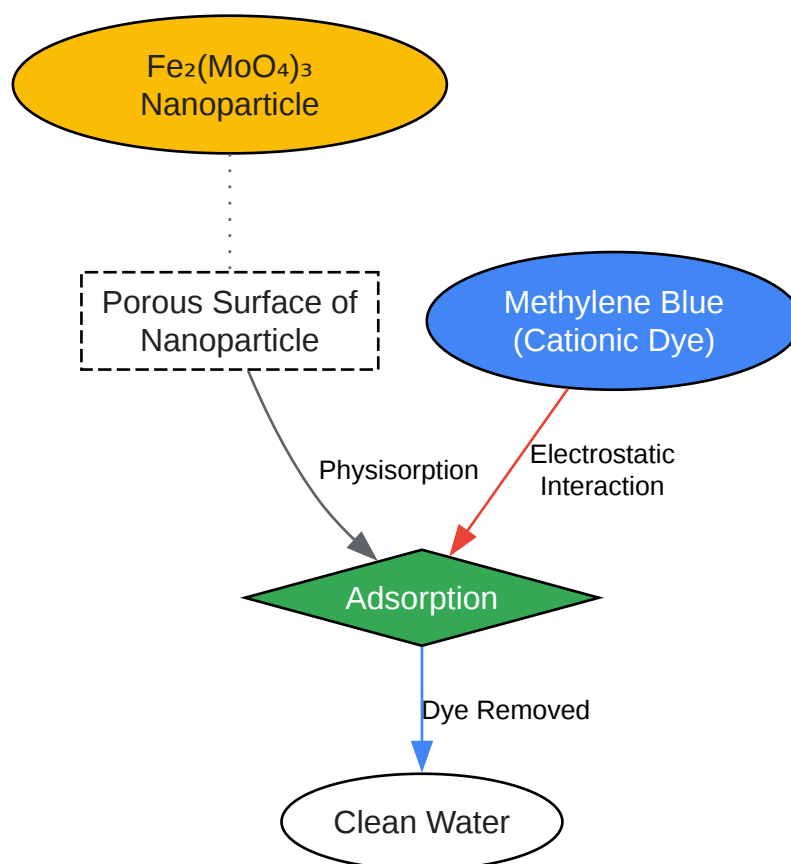 Fe₂(MoO₄)₃
Nanoparticle
Porous Surface of
Nanoparticle
Methylene Blue
(Cationic Dye)
Physisorption
Electrostatic
Interaction
Adsorption
Dye Removed
Clean Water